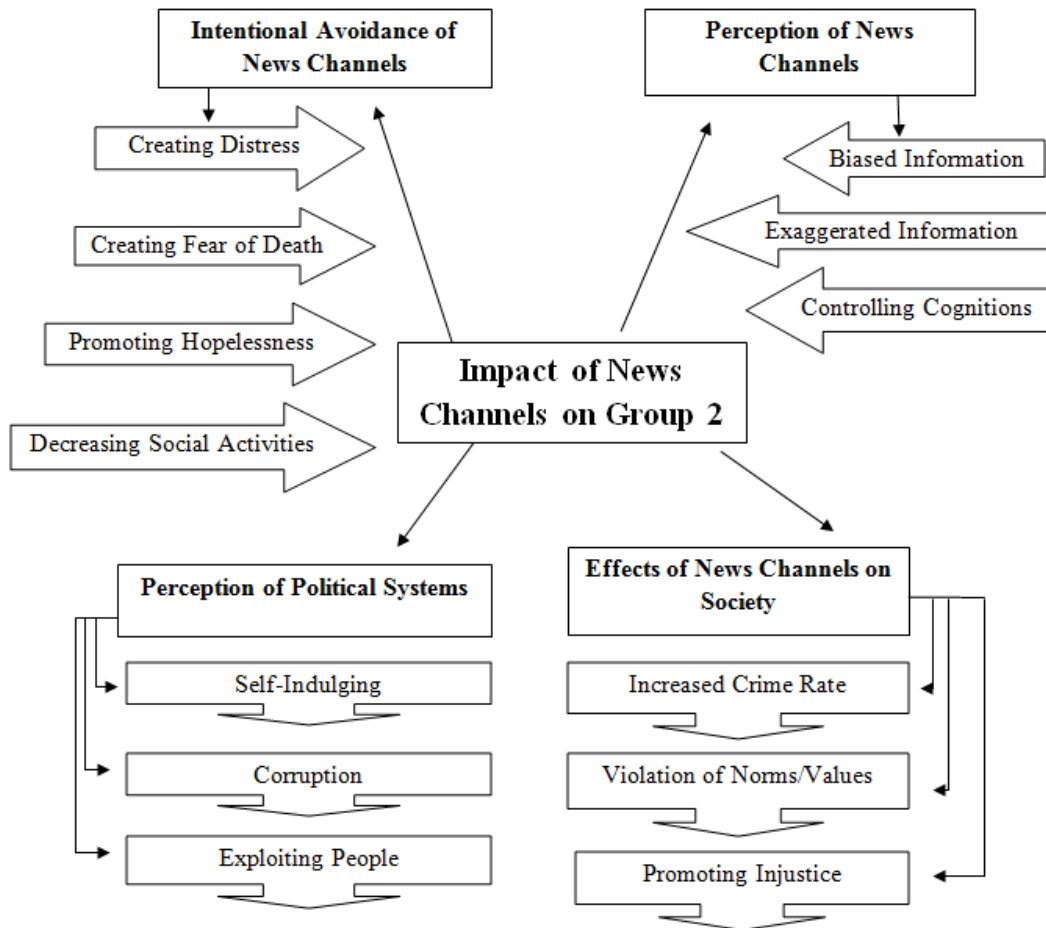 Intentional Avoidance of
News Channels
Creating Distress
Creating Fear of Death
Promoting Hopelessness
Decreasing Social Activities
Perception of News
Channels
Biased Information
Exaggerated Information
Controlling Cognitions
Impact of News
Channels on Group 2
Perception of Political Systems
Self-Indulging
Corruption
Exploiting People
Effects of News Channels on
Society
Increased Crime Rate
Violation of Norms/Values
Promoting Injustice